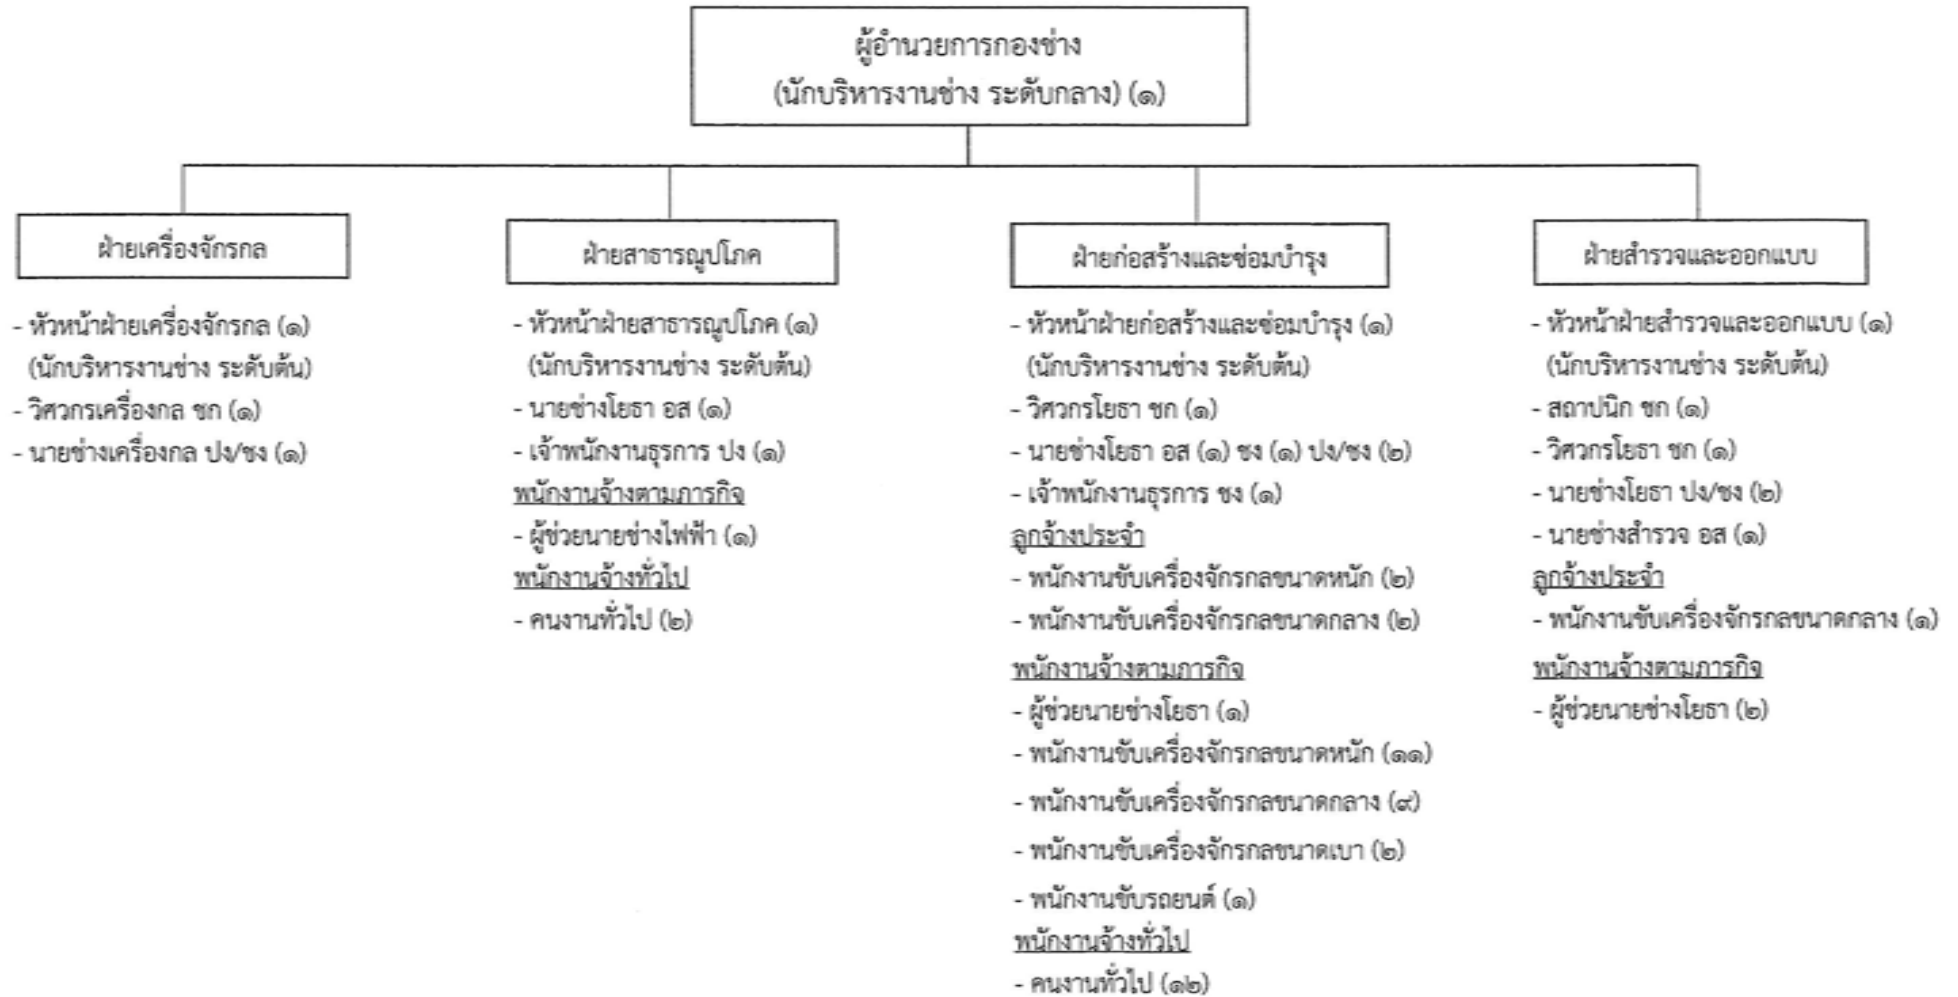 ผู้อำนวยการกองช่าง
(นักบริหารงานช่าง ระดับกลาง) (๑)
ฝ่ายเครื่องจักรกล
- หัวหน้าฝ่ายเครื่องจักรกล (๑)
(นักบริหารงานช่าง ระดับต้น)
- วิศวกรเครื่องกล ชก (๑)
- นายช่างเครื่องกล ปง/ชง (๑)
ฝ่ายสาธารณูปโภค
- หัวหน้าฝ่ายสาธารณูปโภค (๑)
(นักบริหารงานช่าง ระดับต้น)
- นายช่างโยธา อส (๑)
- เจ้าพนักงานธุรการ ปง (๑)
พนักงานจ้างตามภารกิจ
- ผู้ช่วยนายช่างไฟฟ้า (๑)
พนักงานจ้างทั่วไป
- คนงานทั่วไป (๒)
ฝ่ายก่อสร้างและซ่อมบำรุง
- หัวหน้าฝ่ายก่อสร้างและซ่อมบำรุง (๑)
(นักบริหารงานช่าง ระดับต้น)
- วิศวกรโยธา ชก (๑)
- นายช่างโยธา อส (๑) ชง (๑) ปง/ชง (๒)
- เจ้าพนักงานธุรการ ชง (๑)
ลูกจ้างประจำ
- พนักงานขับเครื่องจักรกลขนาดหนัก (๒)
- พนักงานขับเครื่องจักรกลขนาดกลาง (๒)
พนักงานจ้างตามภารกิจ
- ผู้ช่วยนายช่างโยธา (๑)
- พนักงานขับเครื่องจักรกลขนาดหนัก (๑๑)
- พนักงานขับเครื่องจักรกลขนาดกลาง (๙)
- พนักงานขับเครื่องจักรกลขนาดเบา (๒)
- พนักงานขับรถยนต์ (๑)
พนักงานจ้างทั่วไป
- คนงานทั่วไป (๑๒)
ฝ่ายสำรวจและออกแบบ
- หัวหน้าฝ่ายสำรวจและออกแบบ (๑)
(นักบริหารงานช่าง ระดับต้น)
- สถาปนิก ชก (๑)
- วิศวกรโยธา ชก (๑)
- นายช่างโยธา ปง/ชง (๒)
- นายช่างสำรวจ อส (๑)
ลูกจ้างประจำ
- พนักงานขับเครื่องจักรกลขนาดกลาง (๑)
พนักงานจ้างตามภารกิจ
- ผู้ช่วยนายช่างโยธา (๒)